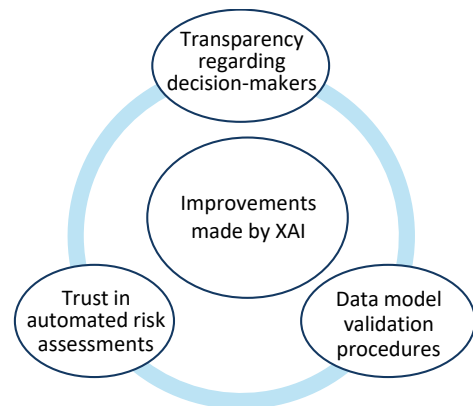 Transparency
regarding
decision-makers
Improvements
made by XAI
Trust in
automated risk
assessments
Data model
validation
procedures